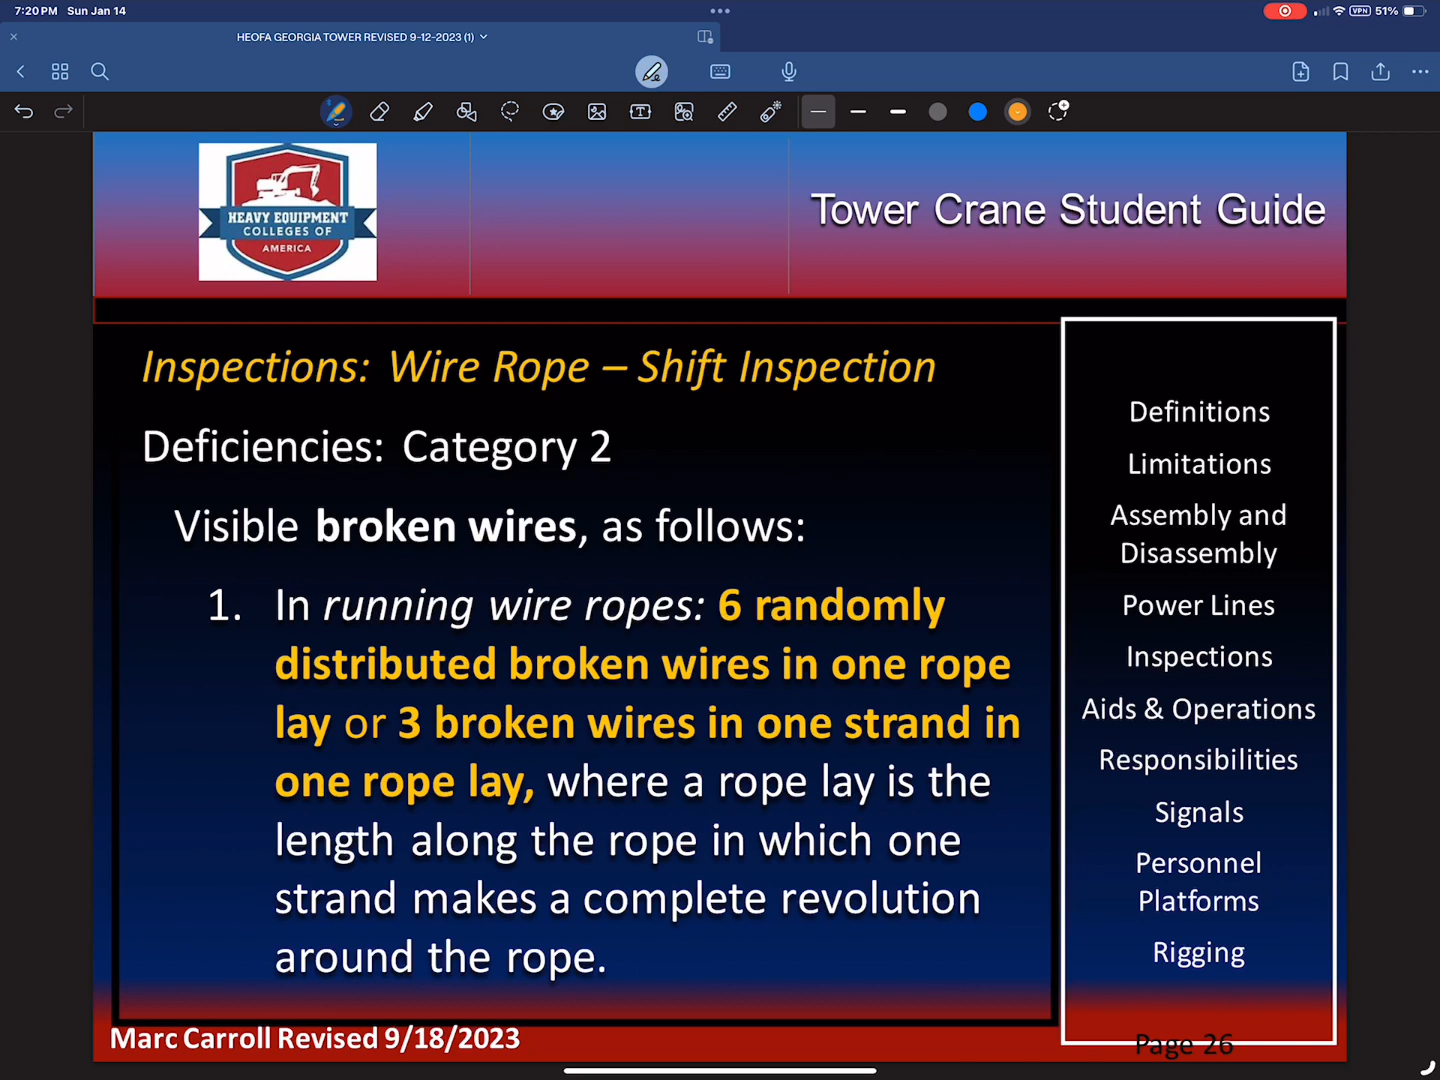 7:20 PM Sun Jan 14
VPN 51%
HEOFA GEORGIA TOWER REVISED 9-12-2023 (1)
HEAVY EQUIPMENT
COLLEGES OF
AMERICA
Tower Crane Student Guide
Inspections: Wire Rope – Shift Inspection
Deficiencies: Category 2
Visible broken wires, as follows:
1. In running wire ropes: 6 randomly
distributed broken wires in one rope
lay or 3 broken wires in one strand in
one rope lay, where a rope lay is the
length along the rope in which one
strand makes a complete revolution
around the rope.
Definitions
Limitations
Assembly and
Disassembly
Power Lines
Inspections
Aids & Operations
Responsibilities
Signals
Personnel
Platforms
Rigging
Marc Carroll Revised 9/18/2023
Page 26